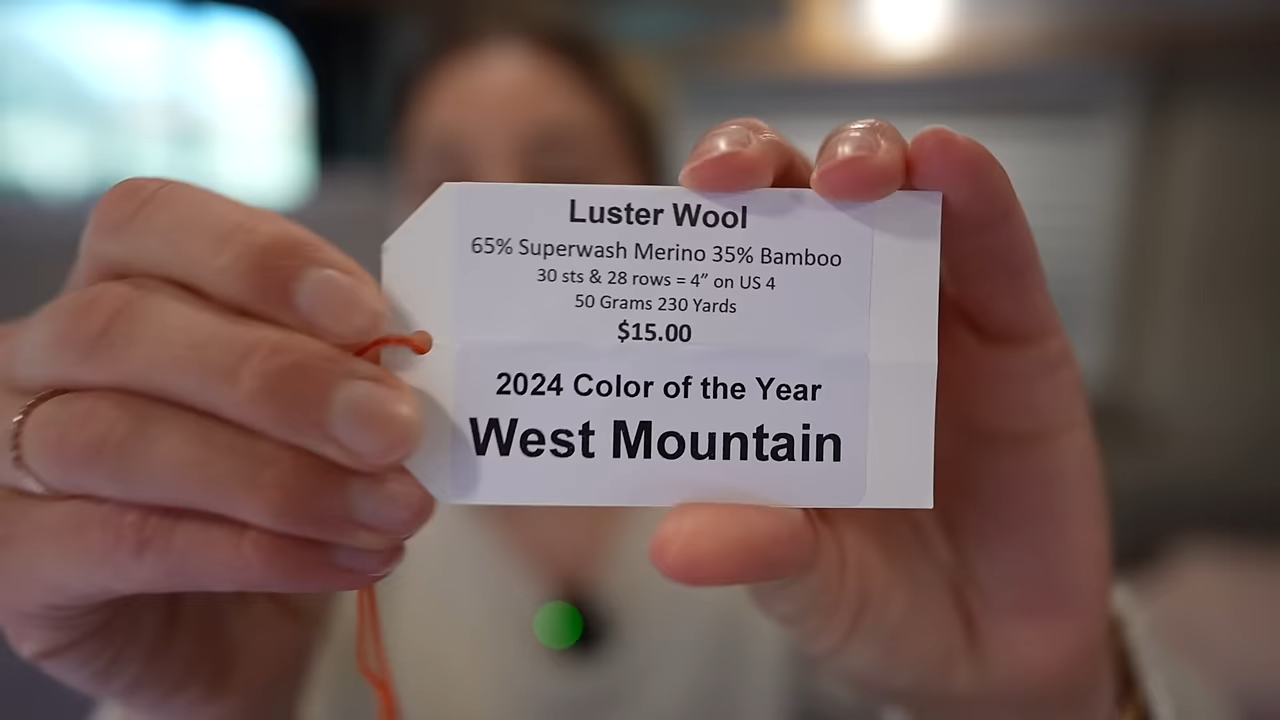 Luster Wool
65% Superwash Merino 35% Bamboo
30 sts & 28 rows = 4” on US 4
50 Grams 230 Yards
$15.00
2024 Color of the Year
West Mountain